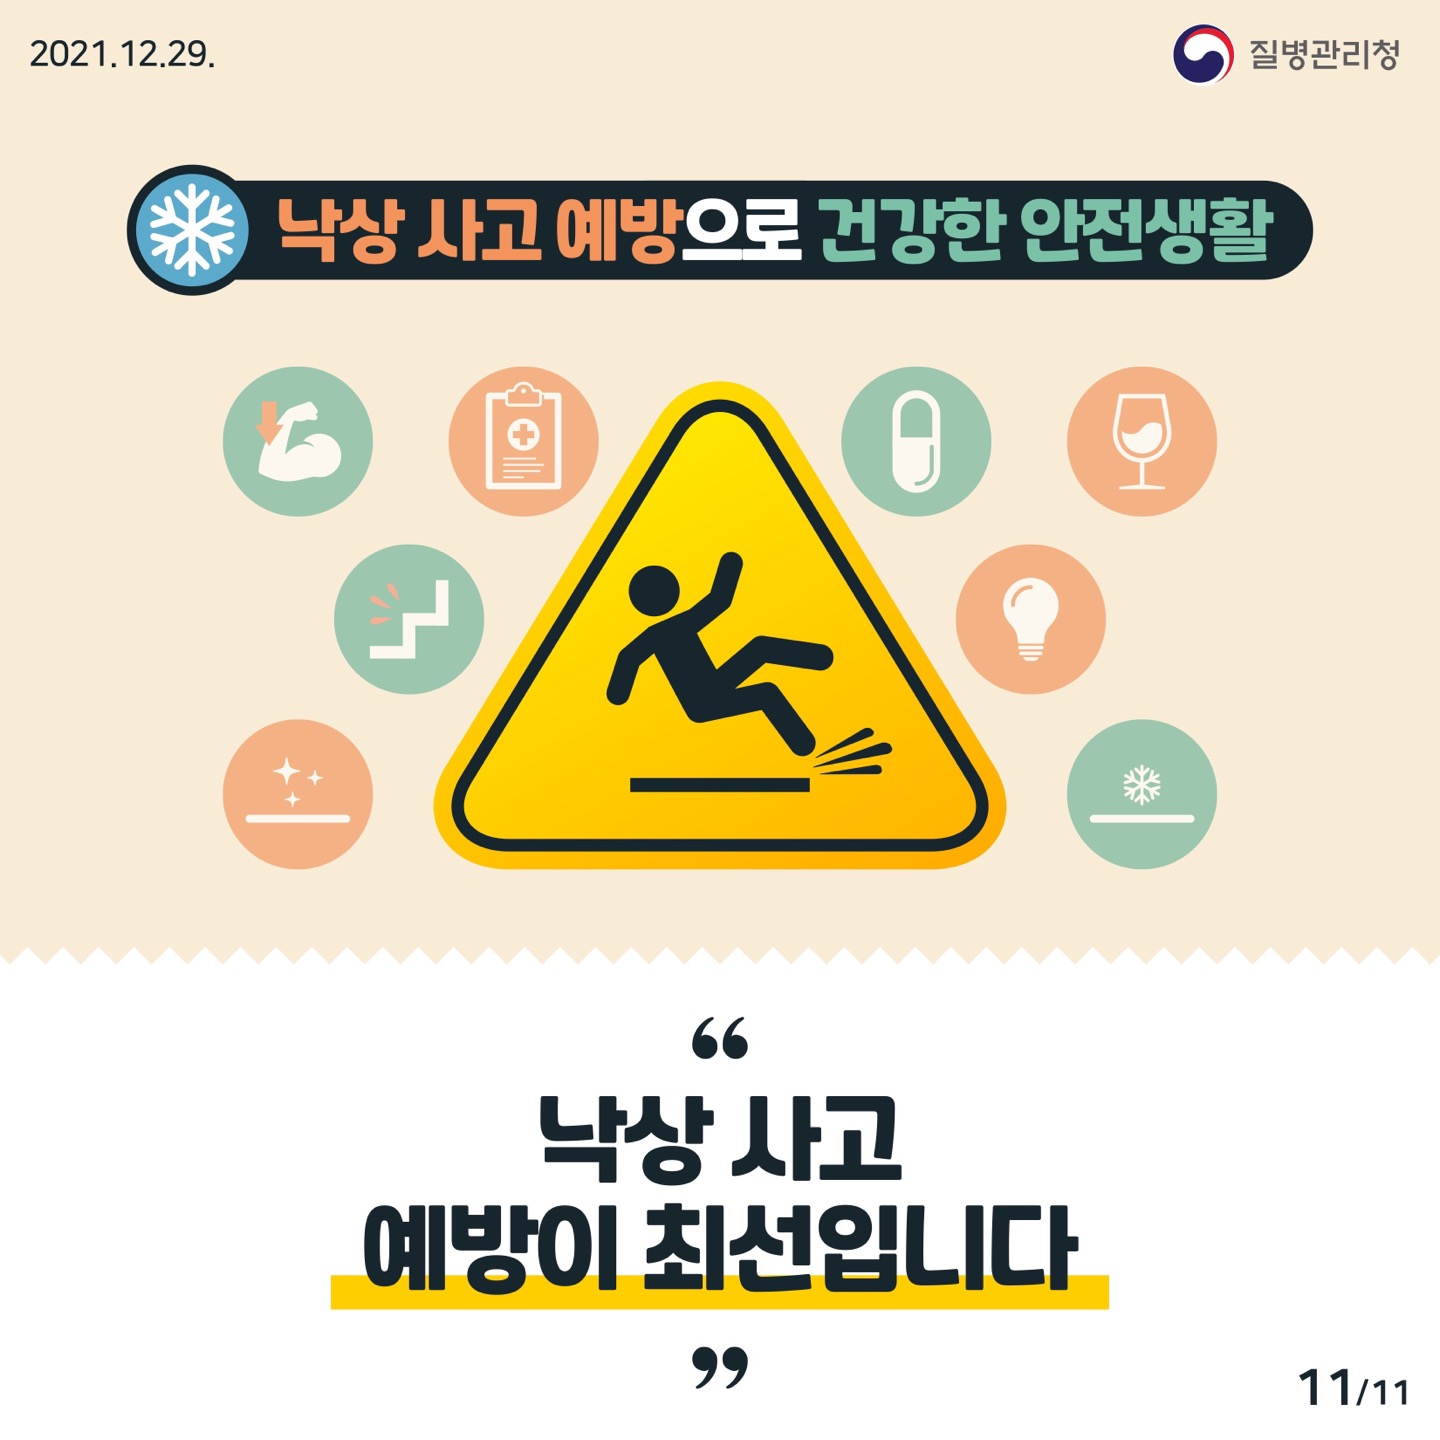 2021.12.29.
질병관리청
낙상 사고 예방으로 건강한 안전생활
“
낙상 사고
예방이 최선입니다
”
11/11